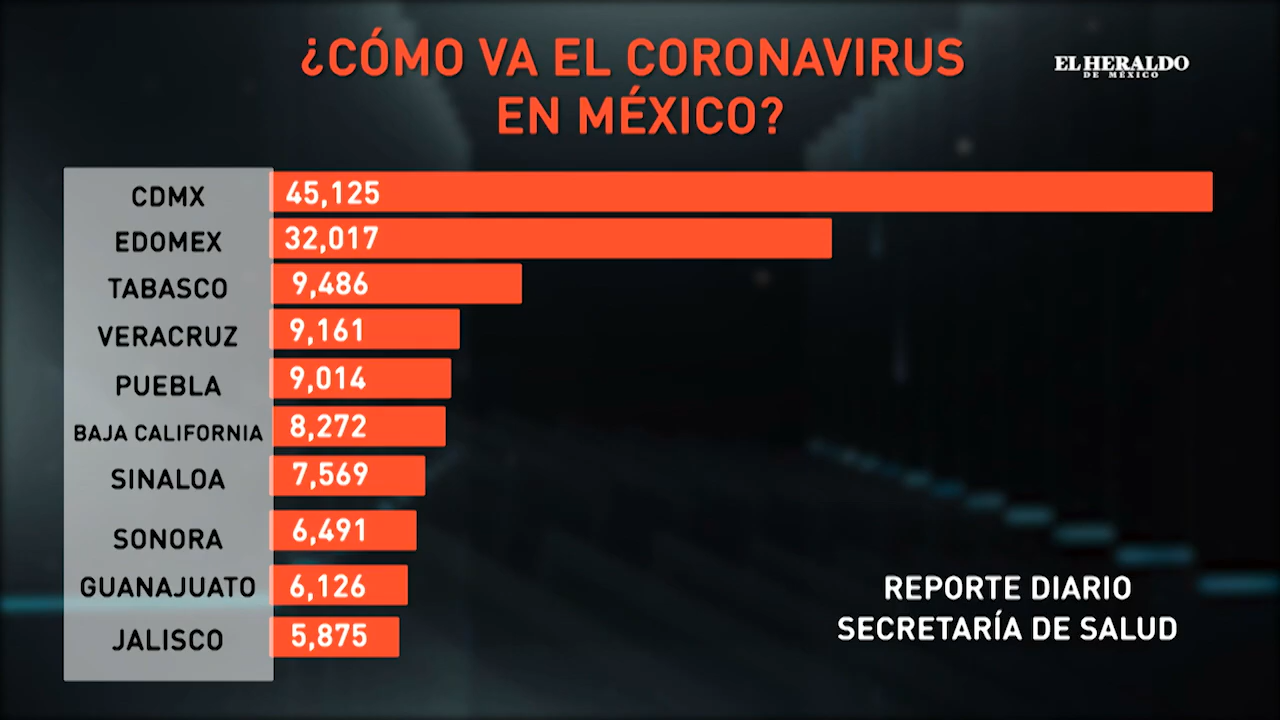 ¿CÓMO VA EL CORONAVIRUS
EN MÉXICO?
EL HERALDO
DE MÉXICO
CDMX 45,125
EDOMEX 32,017
TABASCO 9,486
VERACRUZ 9,161
PUEBLA 9,014
BAJA CALIFORNIA 8,272
SINALOA 7,569
SONORA 6,491
GUANAJUATO 6,126
JALISCO 5,875
REPORTE DIARIO
SECRETARÍA DE SALUD